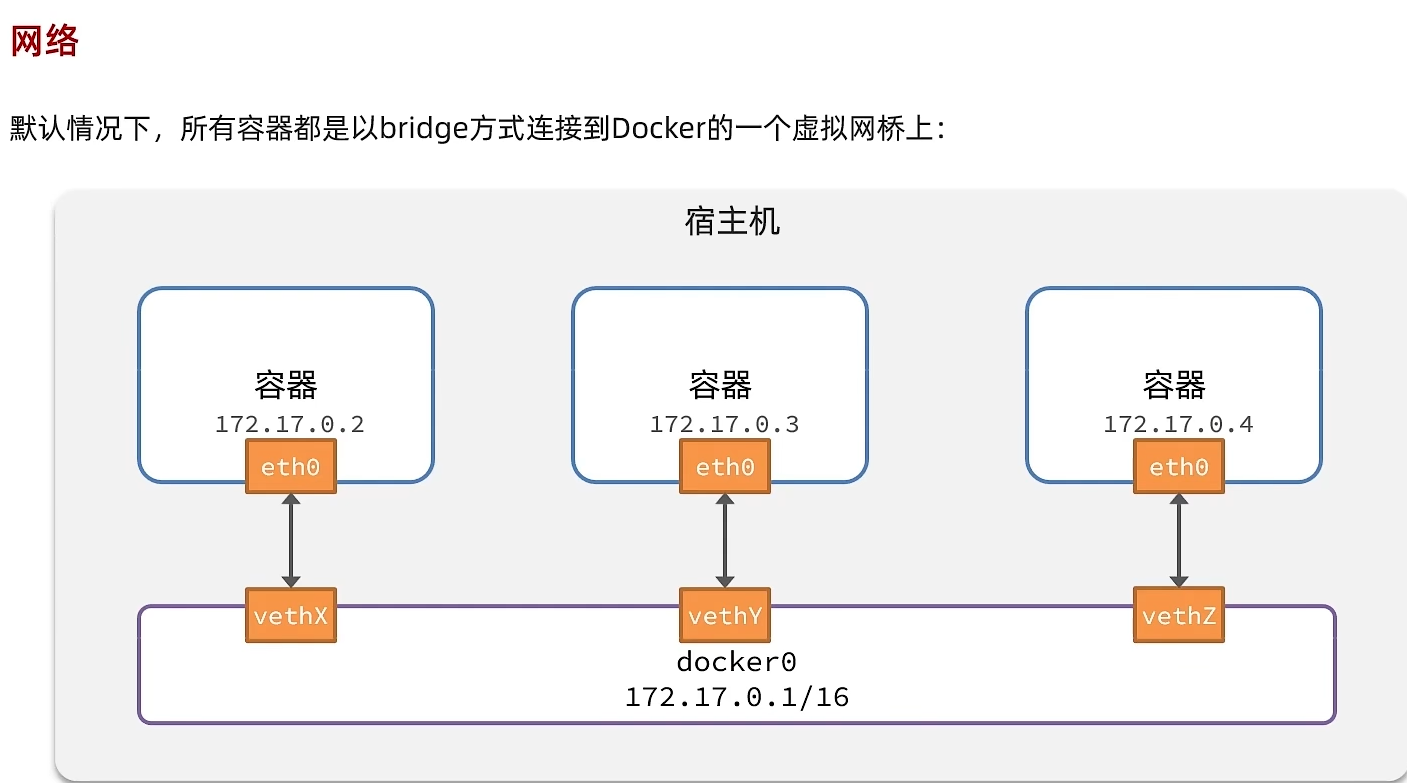 网络
默认情况下，所有容器都是以bridge方式连接到Docker的一个虚拟网桥上：
宿主机
容器 容器 容器
172.17.0.2 172.17.0.3 172.17.0.4
eth0 eth0 eth0
vethX vethY vethZ
docker0
172.17.0.1/16